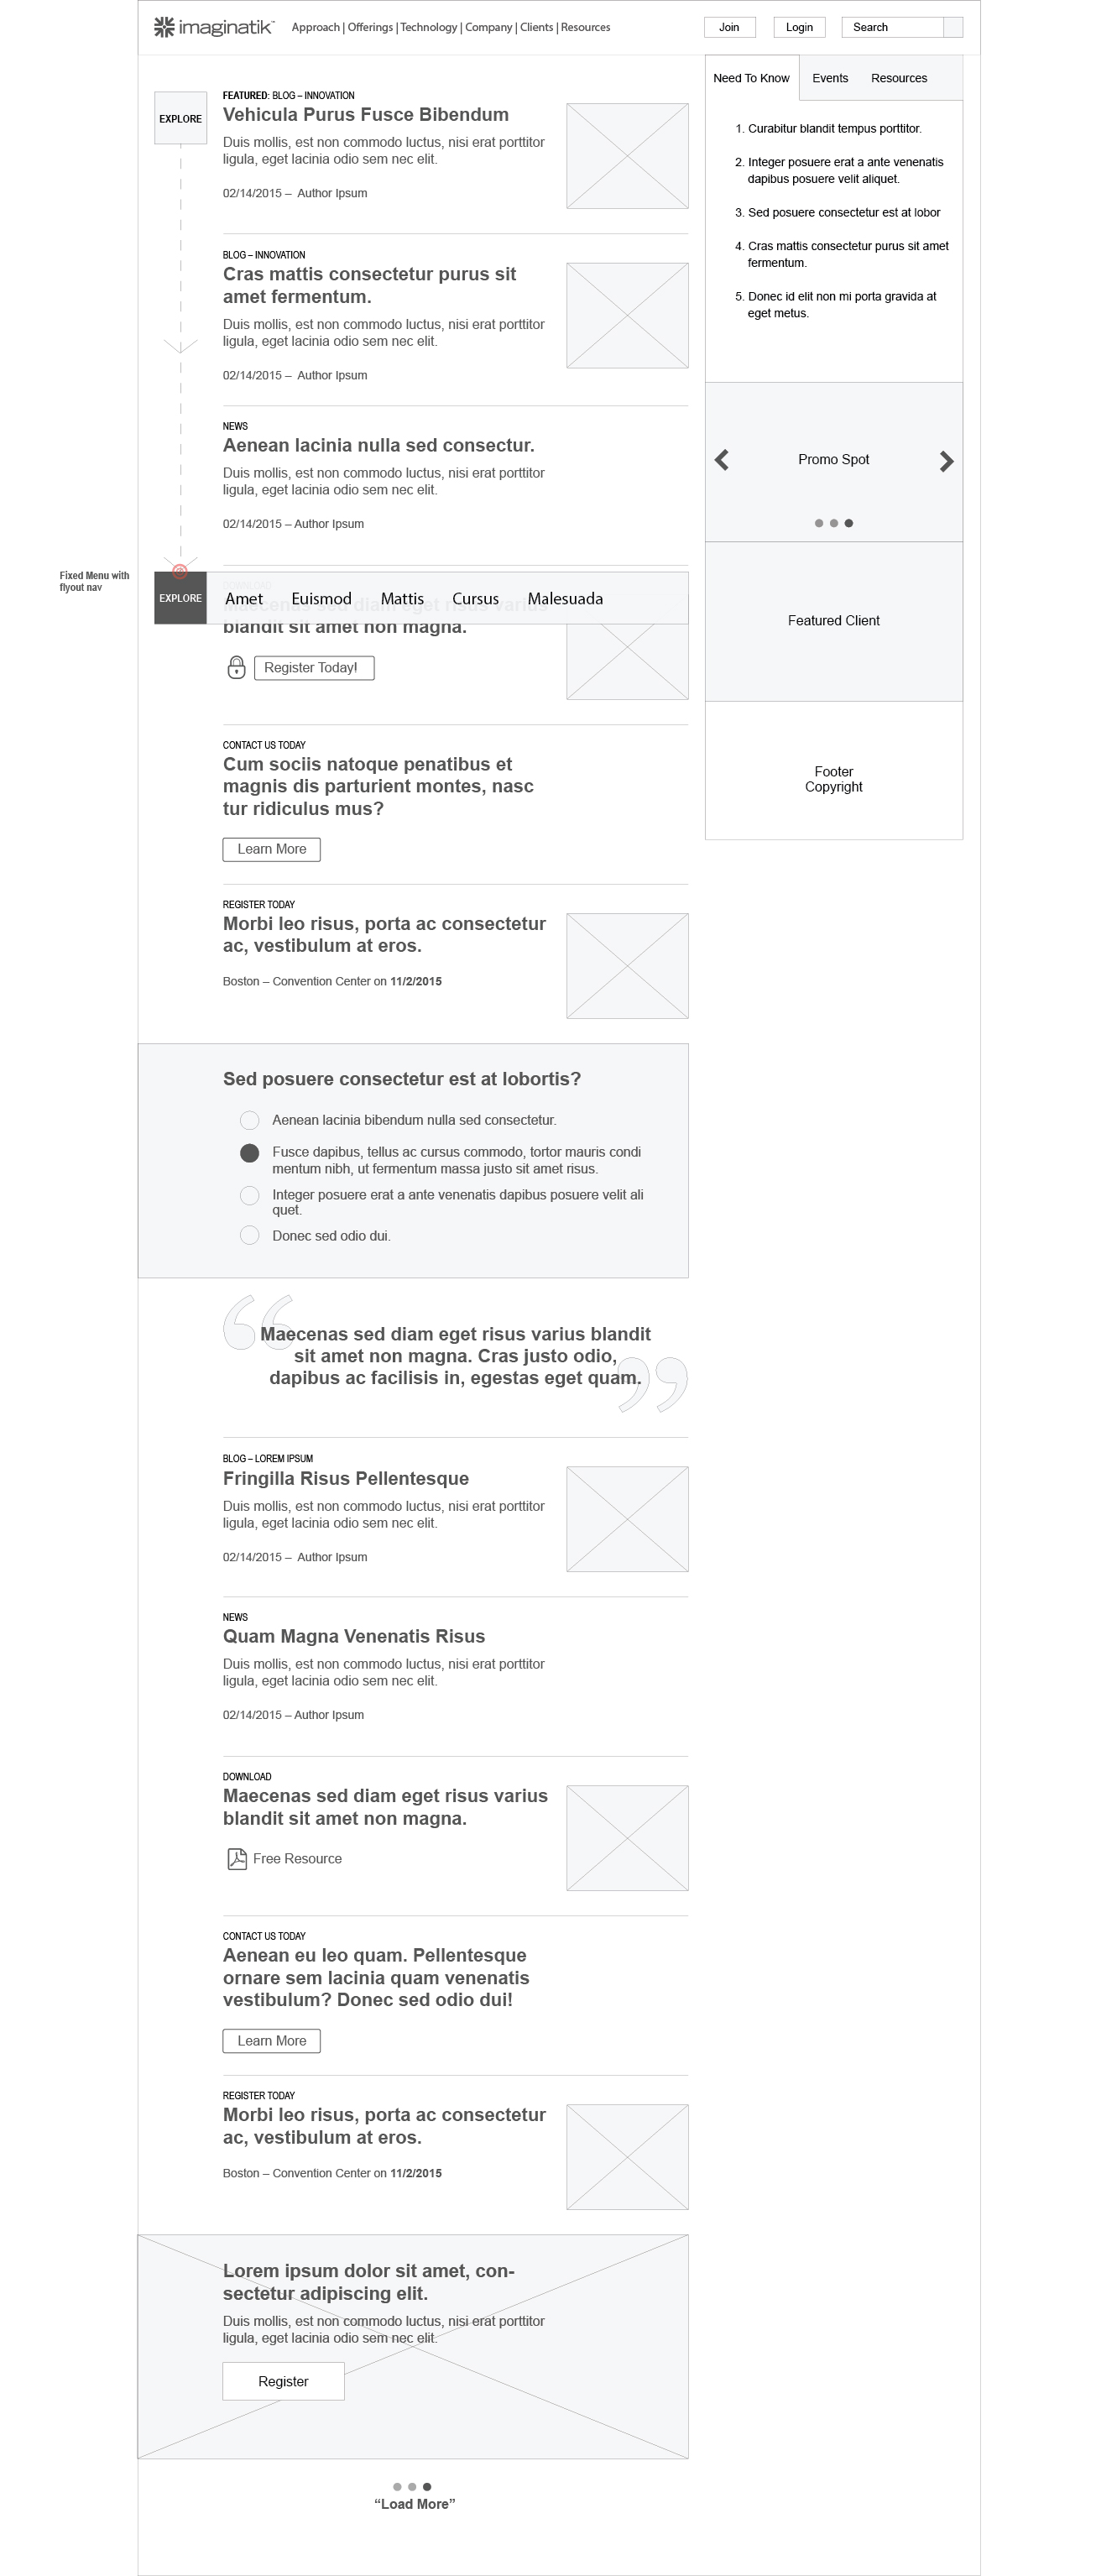 imaginatik™
Approach | Offerings | Technology | Company | Clients | Resources
Join
Login
Search
EXPLORE
FEATURED: BLOG – INNOVATION
Vehicula Purus Fusce Bibendum
Duis mollis, est non commodo luctus, nisi erat porttitor
ligula, eget lacinia odio sem nec elit.
02/14/2015 – Author Ipsum
BLOG – INNOVATION
Cras mattis consectetur purus sit
amet fermentum.
Duis mollis, est non commodo luctus, nisi erat porttitor
ligula, eget lacinia odio sem nec elit.
02/14/2015 – Author Ipsum
NEWS
Aenean lacinia nulla sed consectur.
Duis mollis, est non commodo luctus, nisi erat porttitor
ligula, eget lacinia odio sem nec elit.
02/14/2015 – Author Ipsum
Fixed Menu with
flyout nav
EXPLORE
Amet Euismod Mattis Cursus Malesuada
DOWNLOAD
Maecenas sed diam eget risus varius
blandit sit amet non magna.
Register Today!
CONTACT US TODAY
Cum sociis natoque penatibus et
magnis dis parturient montes, nasc
tur ridiculus mus?
Learn More
REGISTER TODAY
Morbi leo risus, porta ac consectetur
ac, vestibulum at eros.
Boston – Convention Center on 11/2/2015
Sed posuere consectetur est at lobortis?
Aenean lacinia bibendum nulla sed consectetur.
Fusce dapibus, tellus ac cursus commodo, tortor mauris condi
mentum nibh, ut fermentum massa justo sit amet risus.
Integer posuere erat a ante venenatis dapibus posuere velit ali
quet.
Donec sed odio dui.
“Maecenas sed diam eget risus varius blandit
sit amet non magna. Cras justo odio,
dapibus ac facilisis in, egestas eget quam.”
BLOG – LOREM IPSUM
Fringilla Risus Pellentesque
Duis mollis, est non commodo luctus, nisi erat porttitor
ligula, eget lacinia odio sem nec elit.
02/14/2015 – Author Ipsum
NEWS
Quam Magna Venenatis Risus
Duis mollis, est non commodo luctus, nisi erat porttitor
ligula, eget lacinia odio sem nec elit.
02/14/2015 – Author Ipsum
DOWNLOAD
Maecenas sed diam eget risus varius
blandit sit amet non magna.
Free Resource
CONTACT US TODAY
Aenean eu leo quam. Pellentesque
ornare sem lacinia quam venenatis
vestibulum? Donec sed odio dui!
Learn More
REGISTER TODAY
Morbi leo risus, porta ac consectetur
ac, vestibulum at eros.
Boston – Convention Center on 11/2/2015
Lorem ipsum dolor sit amet, con-
sectetur adipiscing elit.
Duis mollis, est non commodo luctus, nisi erat porttitor
ligula, eget lacinia odio sem nec elit.
Register
“Load More”
Need To Know
Events
Resources
1. Curabitur blandit tempus porttitor.
2. Integer posuere erat a ante venenatis
dapibus posuere velit aliquet.
3. Sed posuere consectetur est at lobor
4. Cras mattis consectetur purus sit amet
fermentum.
5. Donec id elit non mi porta gravida at
eget metus.
Promo Spot
Featured Client
Footer
Copyright